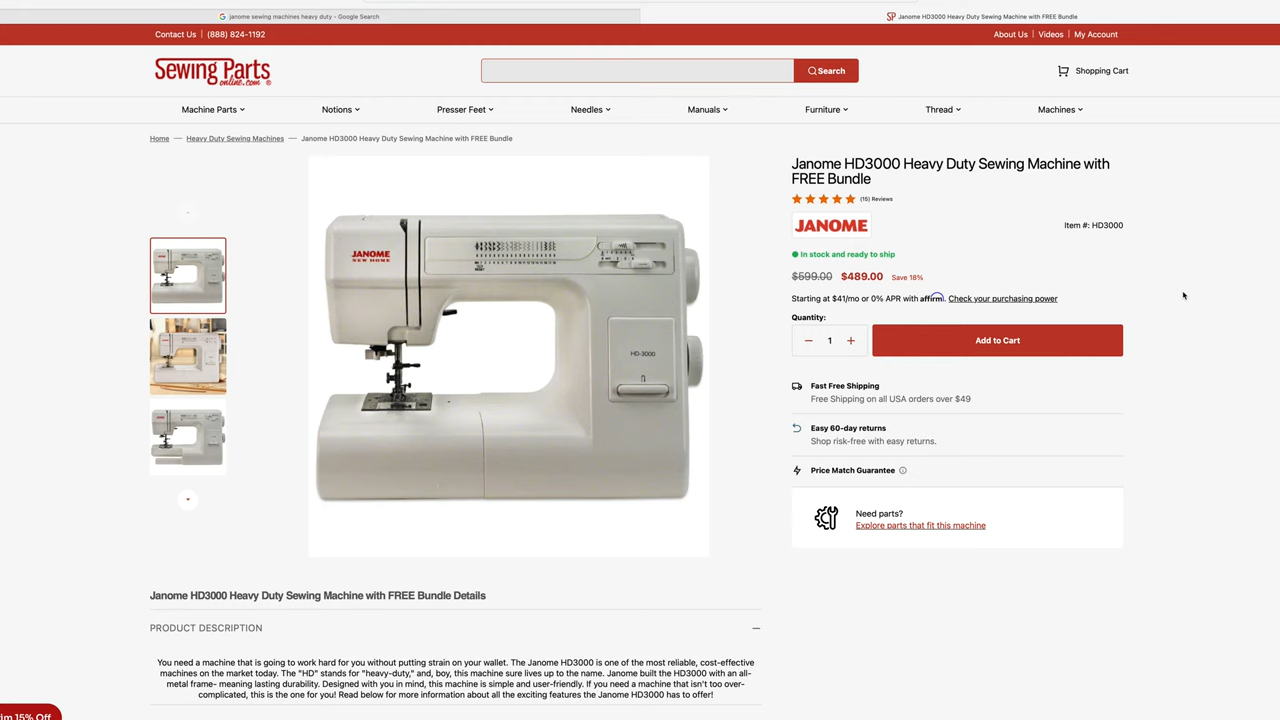 janome sewing machines heavy duty - Google Search
Janome HD3000 Heavy Duty Sewing Machine with FREE Bundle
Contact Us | (888) 824-1192
About Us | Videos | My Account
Sewing Parts
online.com®
Search
Shopping Cart
Machine Parts
Notions
Presser Feet
Needles
Manuals
Furniture
Thread
Machines
Home — Heavy Duty Sewing Machines — Janome HD3000 Heavy Duty Sewing Machine with FREE Bundle
JANOME
NEW HOME
HD-3000
Janome HD3000 Heavy Duty Sewing Machine with
FREE Bundle
(15) Reviews
JANOME
Item #: HD3000
In stock and ready to ship
$599.00 $489.00 Save 18%
Starting at $41/mo or 0% APR with affirm. Check your purchasing power
Quantity:
1
Add to Cart
Fast Free Shipping
Free Shipping on all USA orders over $49
Easy 60-day returns
Shop risk-free with easy returns.
Price Match Guarantee
Need parts?
Explore parts that fit this machine
Janome HD3000 Heavy Duty Sewing Machine with FREE Bundle Details
PRODUCT DESCRIPTION
You need a machine that is going to work hard for you without putting strain on your wallet. The Janome HD3000 is one of the most reliable, cost-effective
machines on the market today. The "HD" stands for "heavy-duty," and, boy, this machine sure lives up to the name. Janome built the HD3000 with an all-
metal frame- meaning lasting durability. Designed with you in mind, this machine is simple and user-friendly. If you need a machine that isn't too over-
complicated, this is the one for you! Read below for more information about all the exciting features the Janome HD3000 has to offer!
15% Off